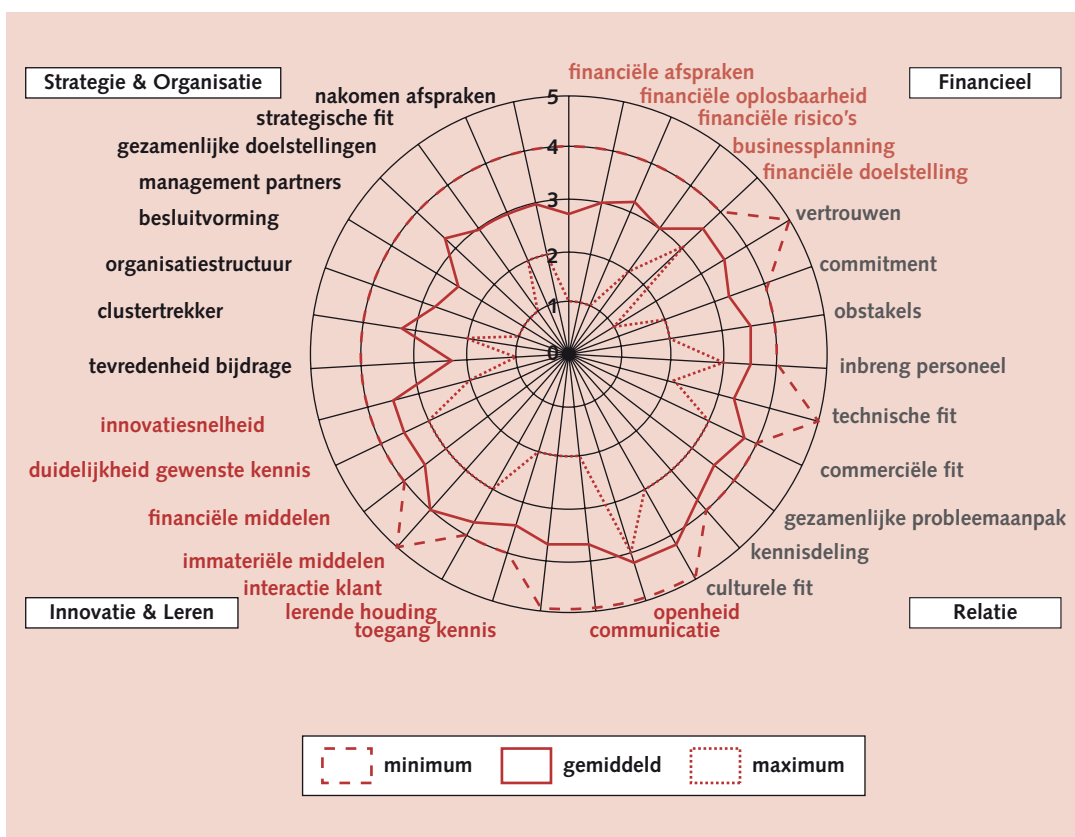 Strategie & Organisatie
Financieel
financiële afspraken
financiële oplosbaarheid
financiële risico's
businessplanning
financiële doelstelling
vertrouwen
commitment
obstakels
inbreng personeel
technische fit
commerciële fit
gezamenlijke probleemaanpak
kennisdeling
culturele fit
openheid
communicatie
toegang kennis
lerende houding
interactie klant
immateriële middelen
financiële middelen
duidelijkheid gewenste kennis
innovatiesnelheid
tevredenheid bijdrage
clustertrekker
organisatiestructuur
besluitvorming
management partners
gezamenlijke doelstellingen
strategische fit
nakomen afspraken
5
4
3
2
1
0
Innovatie & Leren
Relatie
minimum
gemiddeld
maximum